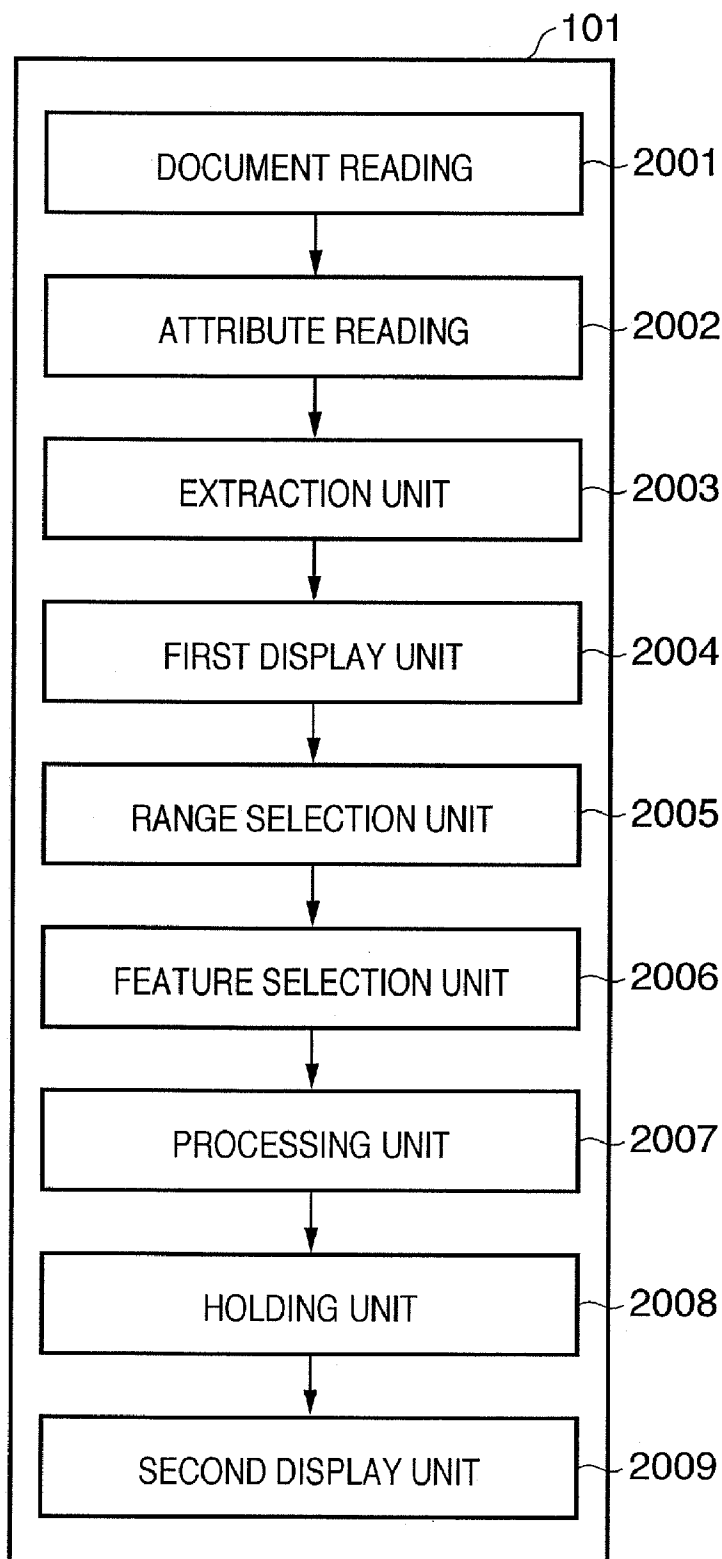 101
DOCUMENT READING 2001
ATTRIBUTE READING 2002
EXTRACTION UNIT 2003
FIRST DISPLAY UNIT 2004
RANGE SELECTION UNIT 2005
FEATURE SELECTION UNIT 2006
PROCESSING UNIT 2007
HOLDING UNIT 2008
SECOND DISPLAY UNIT 2009